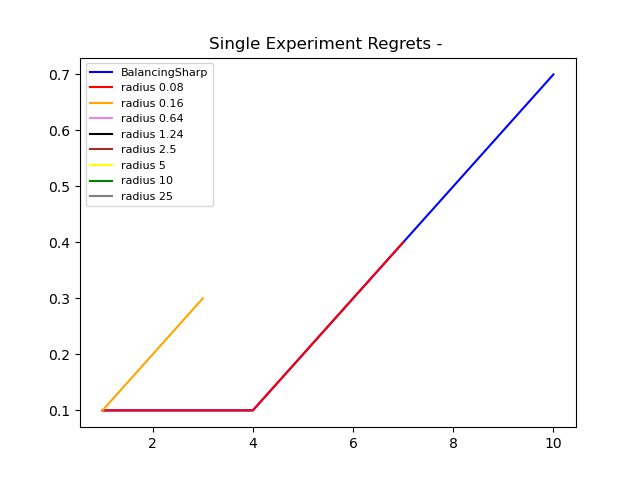 Single Experiment Regrets -
BalancingSharp
radius 0.08
radius 0.16
radius 0.64
radius 1.24
radius 2.5
radius 5
radius 10
radius 25
0.7
0.6
0.5
0.4
0.3
0.2
0.1
2 4 6 8 10